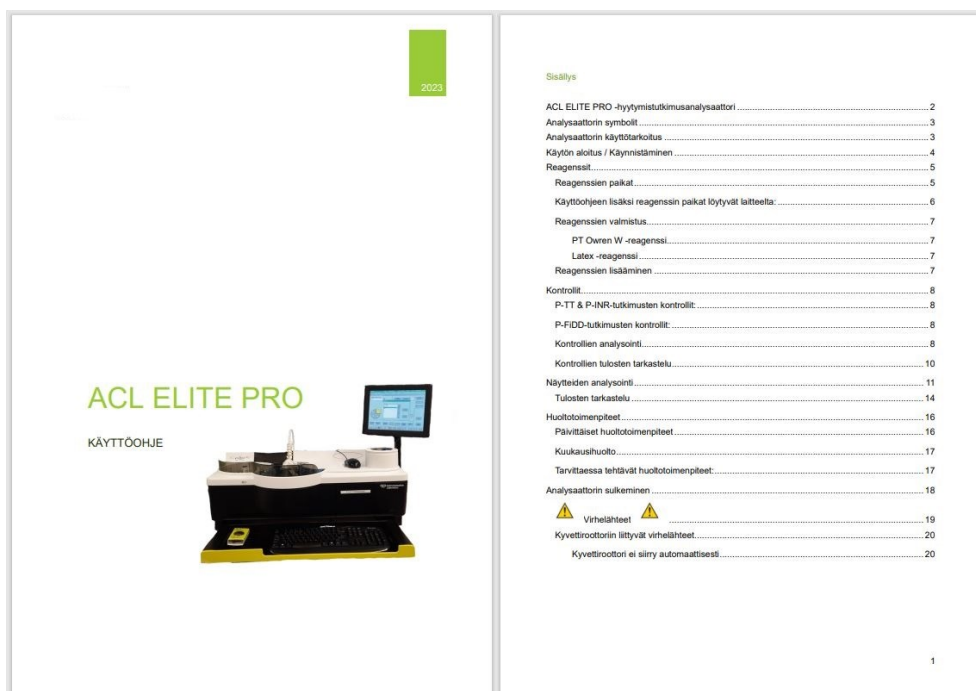 2023
ACL ELITE PRO
KÄYTTÖOHJE
Sisällys
ACL ELITE PRO -hyytymistutkimusanalysaattori ........ 2
Analysaattorin symbolit ........ 3
Analysaattorin käyttötarkoitus ........ 3
Käytön aloitus / Käynnistäminen ........ 4
Reagenssit ........ 5
Reagenssien paikat ........ 5
Käyttöohjeen lisäksi reagenssin paikat löytyvät laitteelta: ........ 6
Reagenssien valmistus ........ 7
PT Owren W -reagenssi ........ 7
Latex -reagenssi ........ 7
Reagenssien lisääminen ........ 7
Kontrollit ........ 8
P-TT & P-INR-tutkimusten kontrollit: ........ 8
P-FiDD-tutkimusten kontrollit: ........ 8
Kontrollien analysointi ........ 8
Kontrollien tulosten tarkastelu ........ 10
Näytteiden analysointi ........ 11
Tulosten tarkastelu ........ 14
Huoltotoimenpiteet ........ 16
Päivittäiset huoltotoimenpiteet ........ 16
Kuukausihuolto ........ 17
Tarvittaessa tehtävät huoltotoimenpiteet: ........ 17
Analysaattorin sulkeminen ........ 18
Virhelähteet ........ 19
Kyvettiroottoriin liittyvät virhelähteet ........ 20
Kyvettiroottori ei siirry automaattisesti ........ 20
1